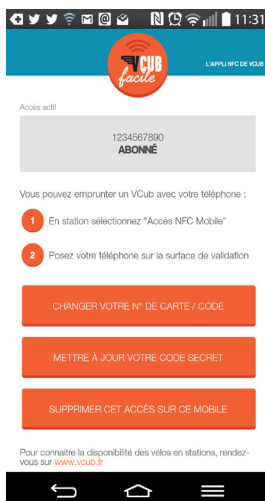 11:31
VCUB
facile
L'APPLI NFC DE VCUB
Accès actif
1234567890
ABONNÉ
Vous pouvez emprunter un VCub avec votre téléphone :
1 En station sélectionnez "Accès NFC Mobile"
2 Posez votre téléphone sur la surface de validation
CHANGER VOTRE N° DE CARTE / CODE
METTRE À JOUR VOTRE CODE SECRET
SUPPRIMER CET ACCÈS SUR CE MOBILE
Pour connaitre la disponibilité des vélos en stations, rendez-
vous sur www.vcub.fr